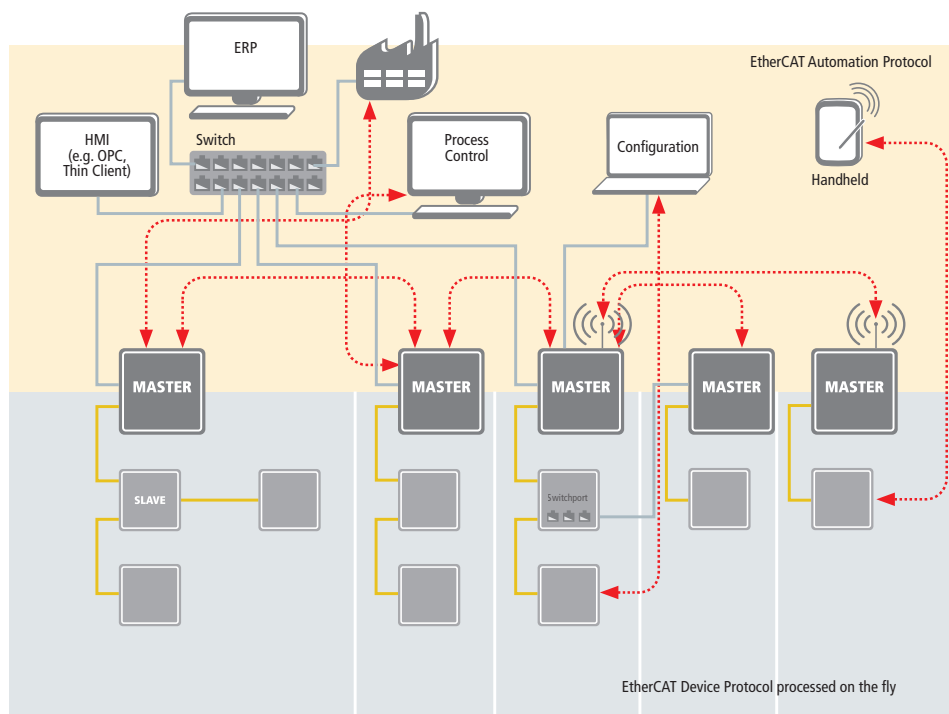 ERP
EtherCAT Automation Protocol
HMI
(e.g. OPC,
Thin Client)
Switch
Process
Control
Configuration
Handheld
MASTER
MASTER
MASTER
MASTER
MASTER
SLAVE
Switchport
EtherCAT Device Protocol processed on the fly